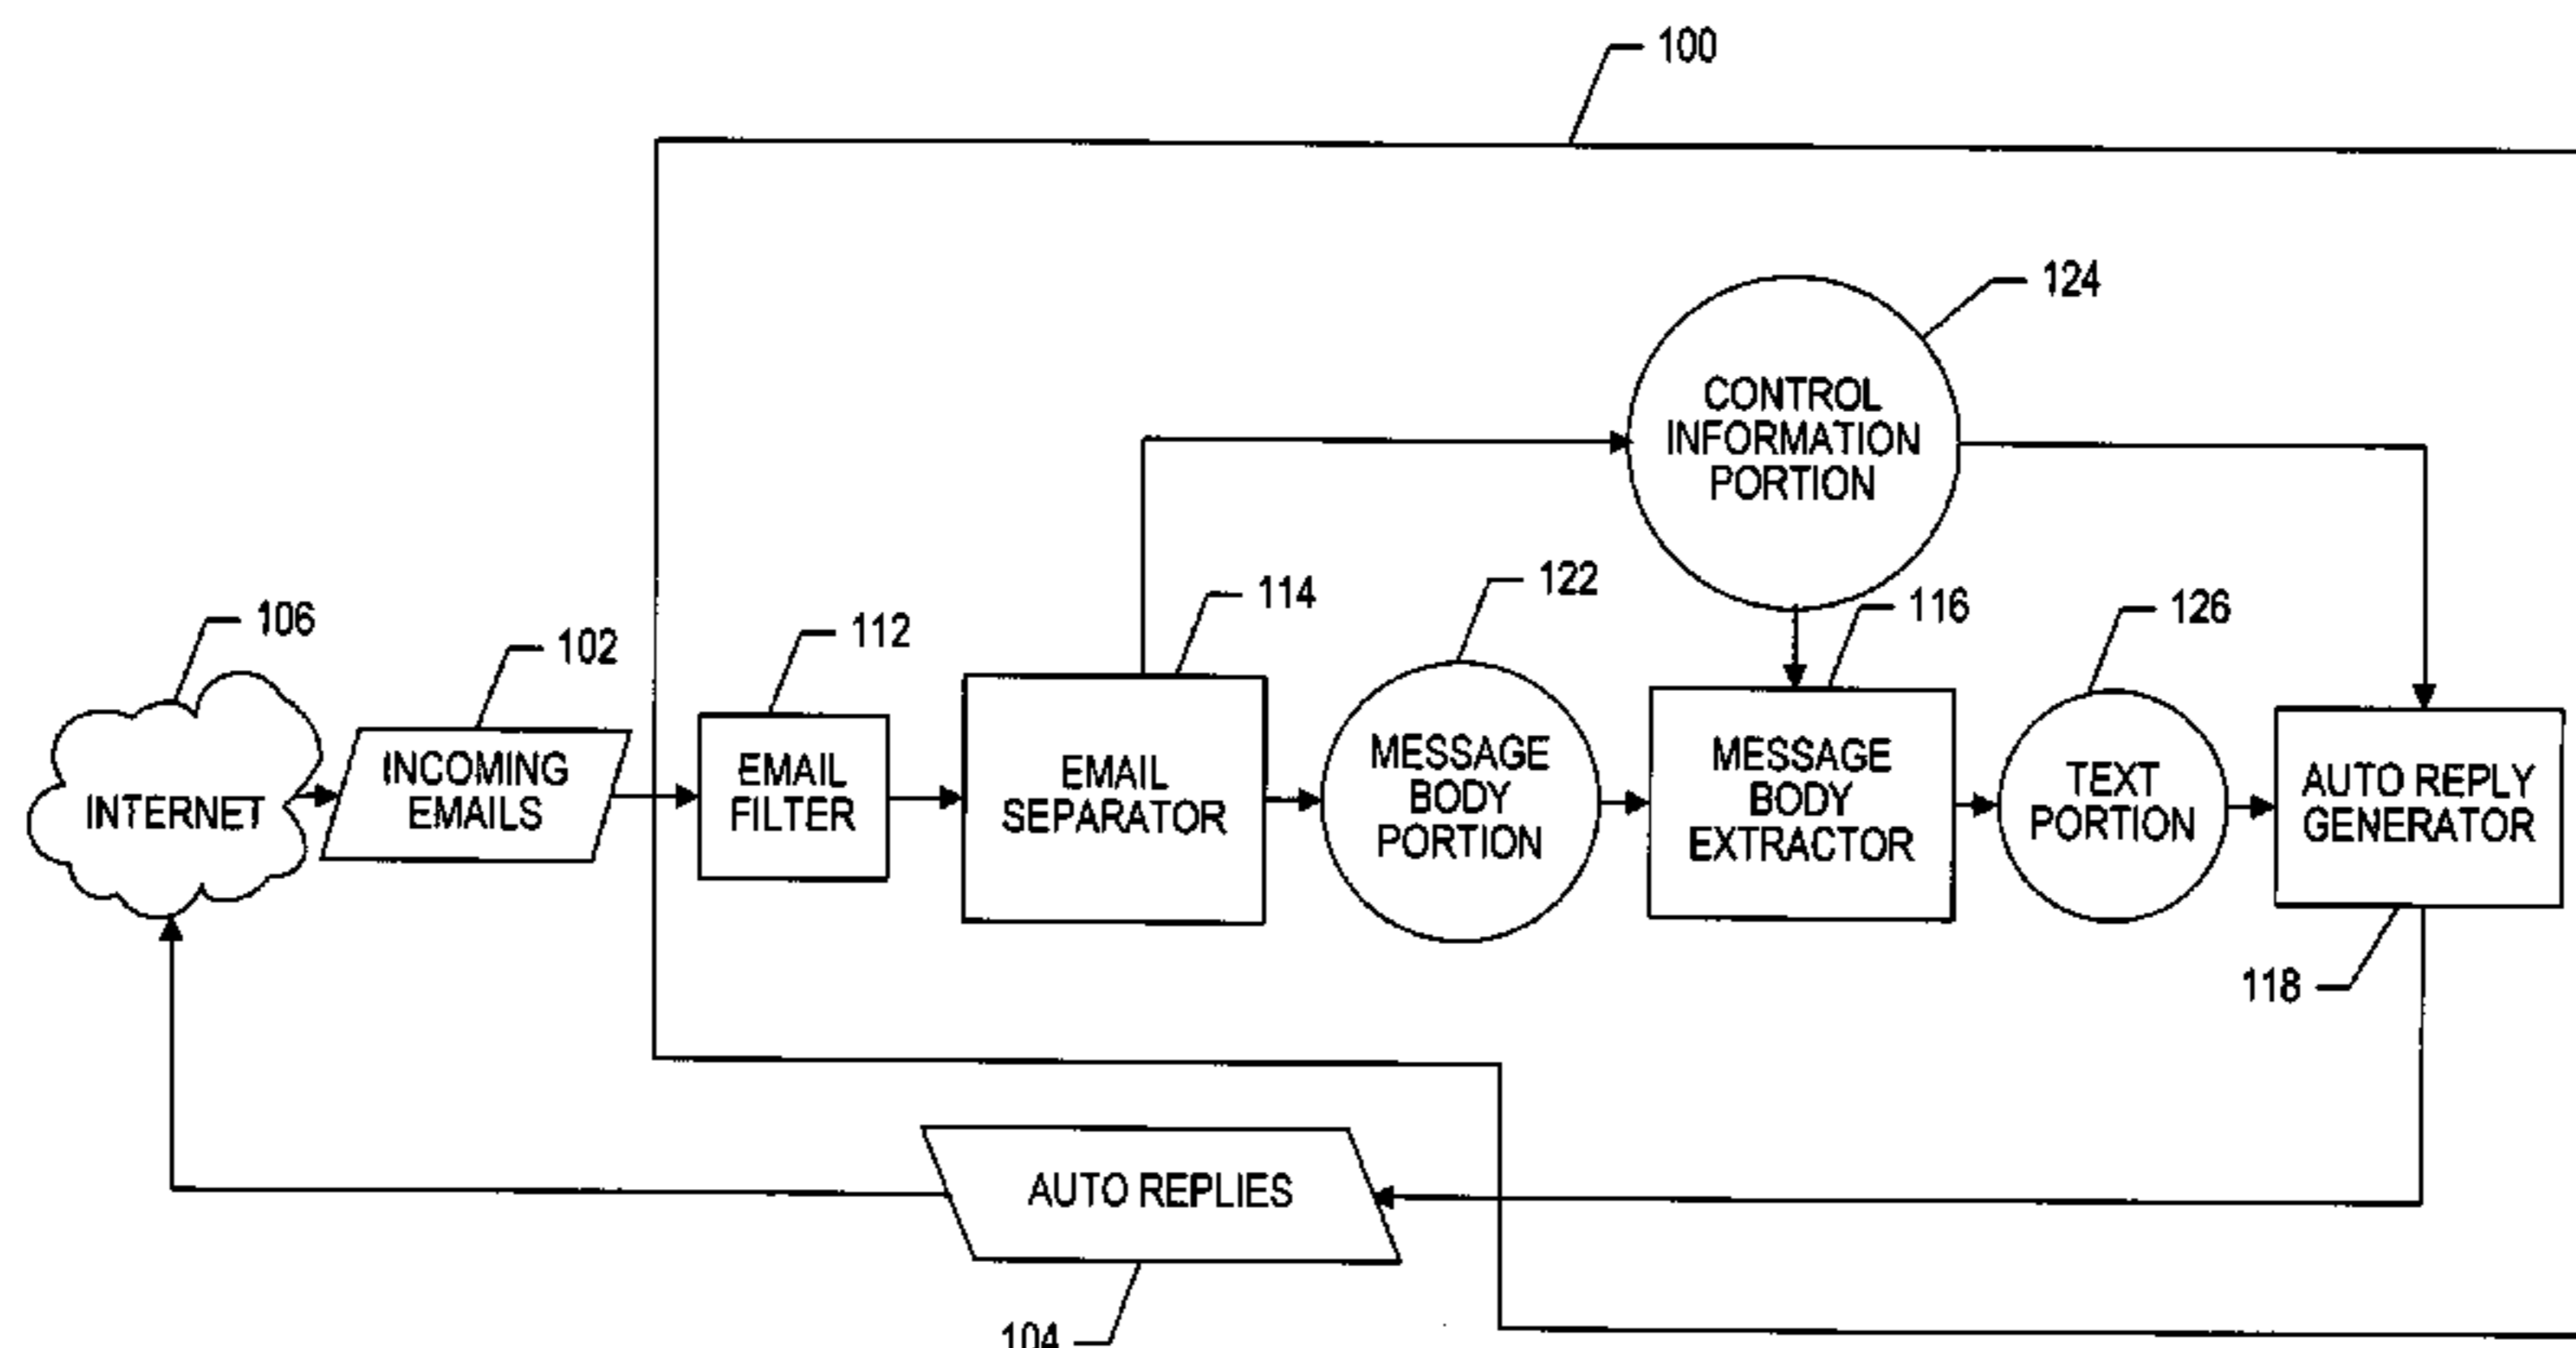 100
124
CONTROL
INFORMATION
PORTION
106
102
112
114
122
116
126
INTERNET
INCOMING
EMAILS
EMAIL
FILTER
EMAIL
SEPARATOR
MESSAGE
BODY
PORTION
MESSAGE
BODY
EXTRACTOR
TEXT
PORTION
AUTO REPLY
GENERATOR
118
AUTO REPLIES
104